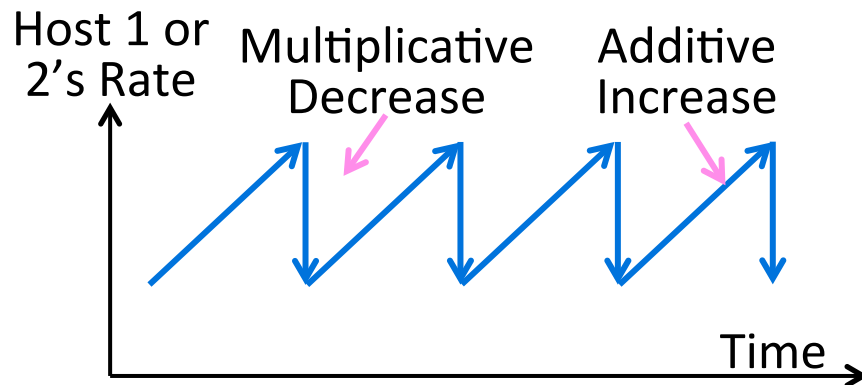 Host 1 or
2’s Rate
Multiplicative
Decrease
Additive
Increase
Time